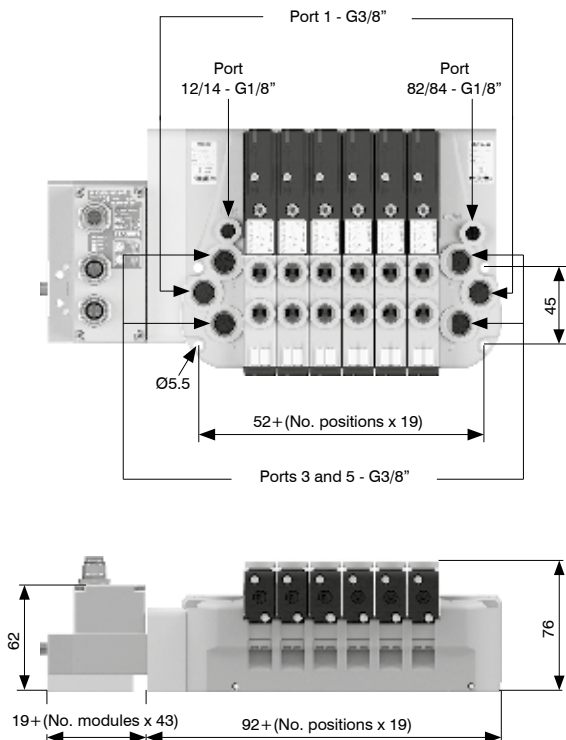 Port 1 - G3/8”
Port
12/14 - G1/8”
Port
82/84 - G1/8”
45
Ø5.5
52+(No. positions x 19)
Ports 3 and 5 - G3/8”
62
76
19+(No. modules x 43)
92+(No. positions x 19)